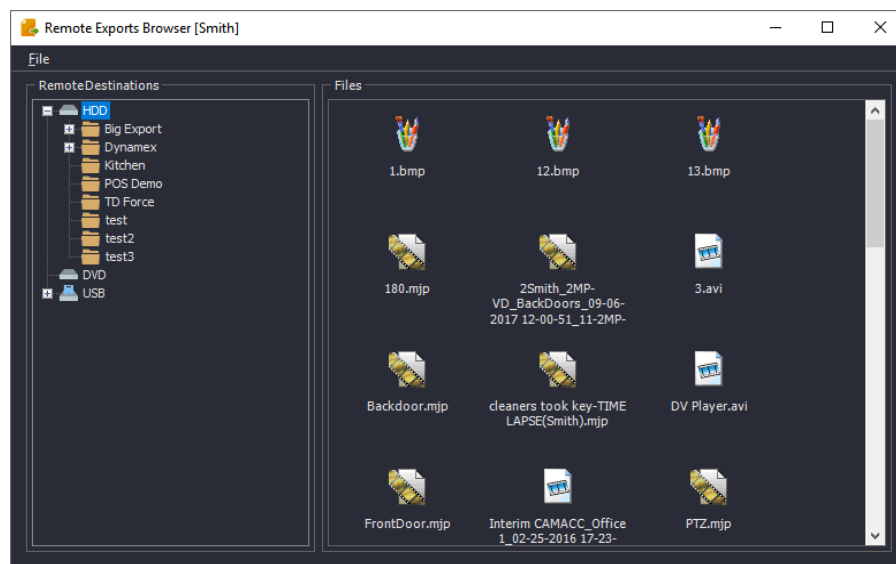 Remote Exports Browser [Smith]
File
RemoteDestinations
HDD
Big Export
Dynamex
Kitchen
POS Demo
TD Force
test
test2
test3
DVD
USB
Files
1.bmp
12.bmp
13.bmp
180.mjp
2Smith_2MP-
VD_BackDoors_09-06-
2017 12-00-51_11-2MP-
3.avi
Backdoor.mjp
cleaners took key-TIME
LAPSE(Smith).mjp
DV Player.avi
FrontDoor.mjp
Interim CAMACC_Office
1_02-25-2016 17-23-
PTZ.mjp